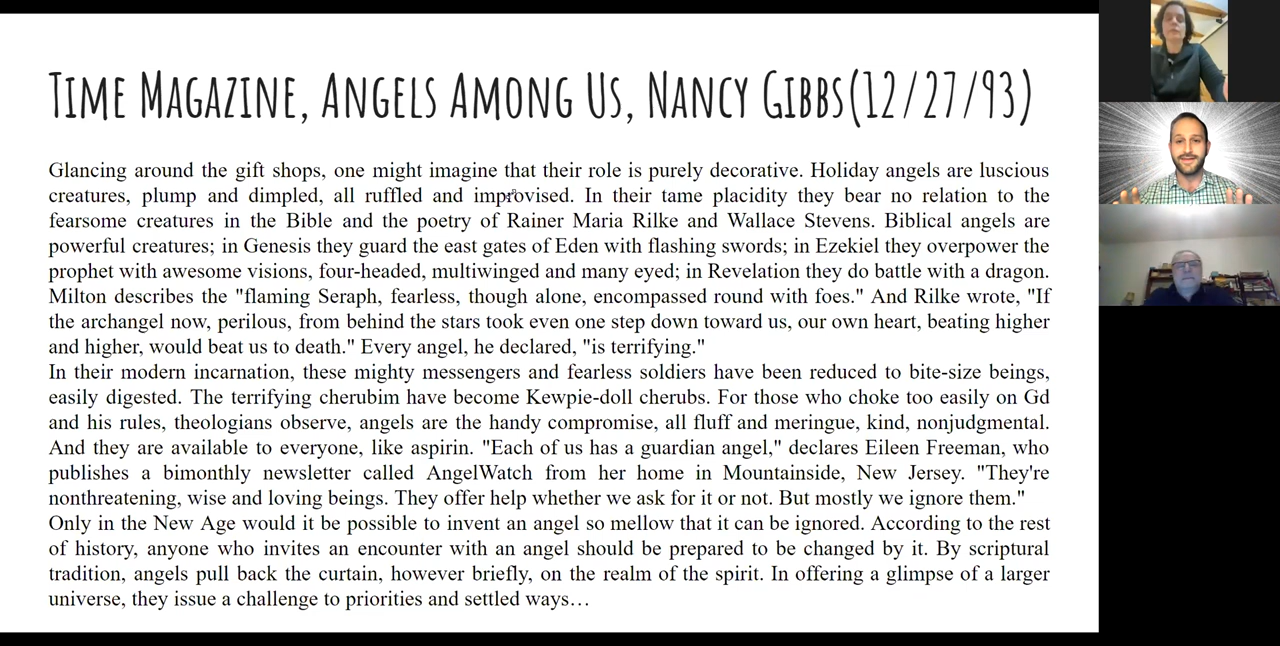 Time Magazine, Angels Among Us, Nancy Gibbs(12/27/93)
Glancing around the gift shops, one might imagine that their role is purely decorative. Holiday angels are luscious
creatures, plump and dimpled, all ruffled and improvised. In their tame placidity they bear no relation to the
fearsome creatures in the Bible and the poetry of Rainer Maria Rilke and Wallace Stevens. Biblical angels are
powerful creatures; in Genesis they guard the east gates of Eden with flashing swords; in Ezekiel they overpower the
prophet with awesome visions, four-headed, multiwinged and many eyed; in Revelation they do battle with a dragon.
Milton describes the "flaming Seraph, fearless, though alone, encompassed round with foes." And Rilke wrote, "If
the archangel now, perilous, from behind the stars took even one step down toward us, our own heart, beating higher
and higher, would beat us to death." Every angel, he declared, "is terrifying."
In their modern incarnation, these mighty messengers and fearless soldiers have been reduced to bite-size beings,
easily digested. The terrifying cherubim have become Kewpie-doll cherubs. For those who choke too easily on Gd
and his rules, theologians observe, angels are the handy compromise, all fluff and meringue, kind, nonjudgmental.
And they are available to everyone, like aspirin. "Each of us has a guardian angel," declares Eileen Freeman, who
publishes a bimonthly newsletter called AngelWatch from her home in Mountainside, New Jersey. "They're
nonthreatening, wise and loving beings. They offer help whether we ask for it or not. But mostly we ignore them."
Only in the New Age would it be possible to invent an angel so mellow that it can be ignored. According to the rest
of history, anyone who invites an encounter with an angel should be prepared to be changed by it. By scriptural
tradition, angels pull back the curtain, however briefly, on the realm of the spirit. In offering a glimpse of a larger
universe, they issue a challenge to priorities and settled ways…